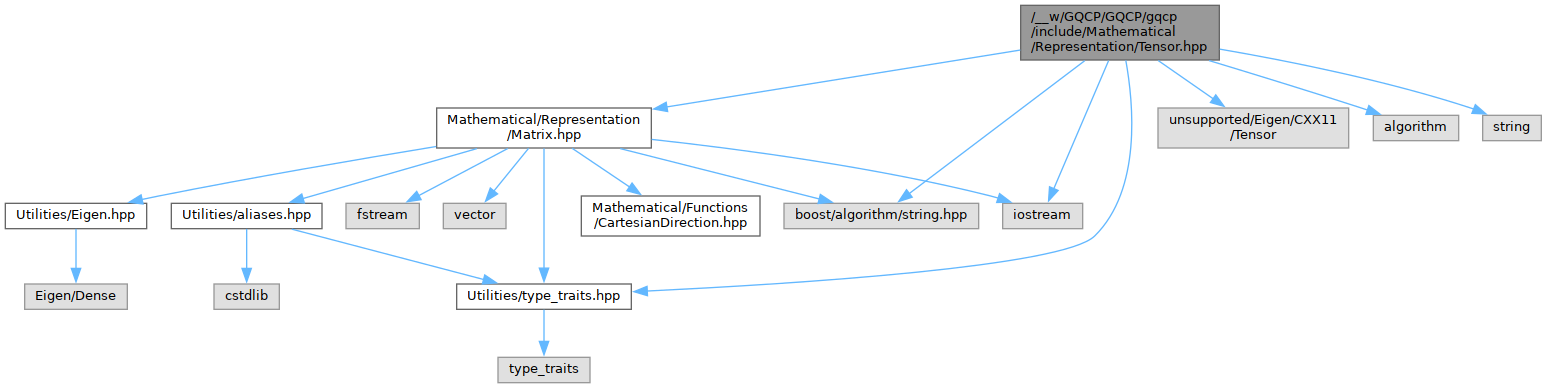 /__w/GQCP/GQCP/gqcp
/include/Mathematical
/Representation/Tensor.hpp
Mathematical/Representation
/Matrix.hpp
unsupported/Eigen/CXX11
/Tensor
algorithm
string
Utilities/Eigen.hpp
Utilities/aliases.hpp
fstream
vector
Mathematical/Functions
/CartesianDirection.hpp
boost/algorithm/string.hpp
iostream
Eigen/Dense
cstdlib
Utilities/type_traits.hpp
type_traits